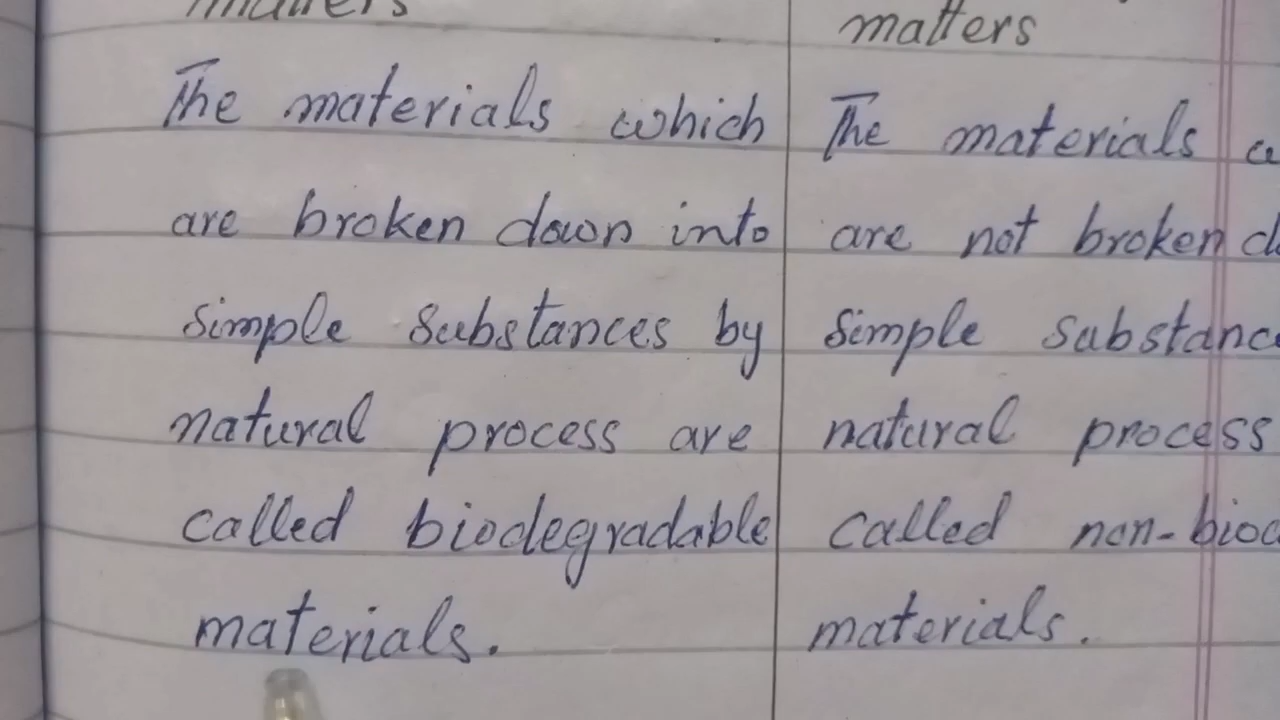 matters
The materials which
are broken down into
simple substances by
natural process are
called biodegradable
materials.
matters
The materials
are not broken
simple
natural process
called
materials.